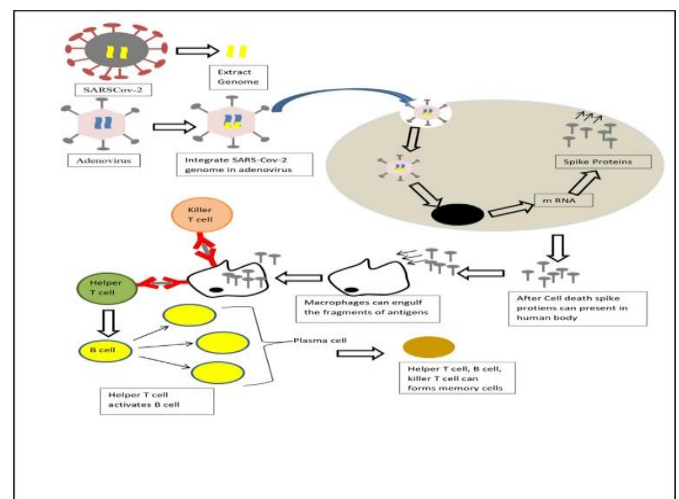 SARSCov-2
Extract
Genome
Adenovirus
Integrate SARS-Cov-2
genome in adenovirus
Spike Proteins
m RNA
Killer
T cell
Helper
T cell
Macrophages can engulf
the fragments of antigens
After Cell death spike
protiens can present in
human body
B cell
Plasma cell
Helper T cell
activates B cell
Helper T cell, B cell,
killer T cell can
forms memory cells